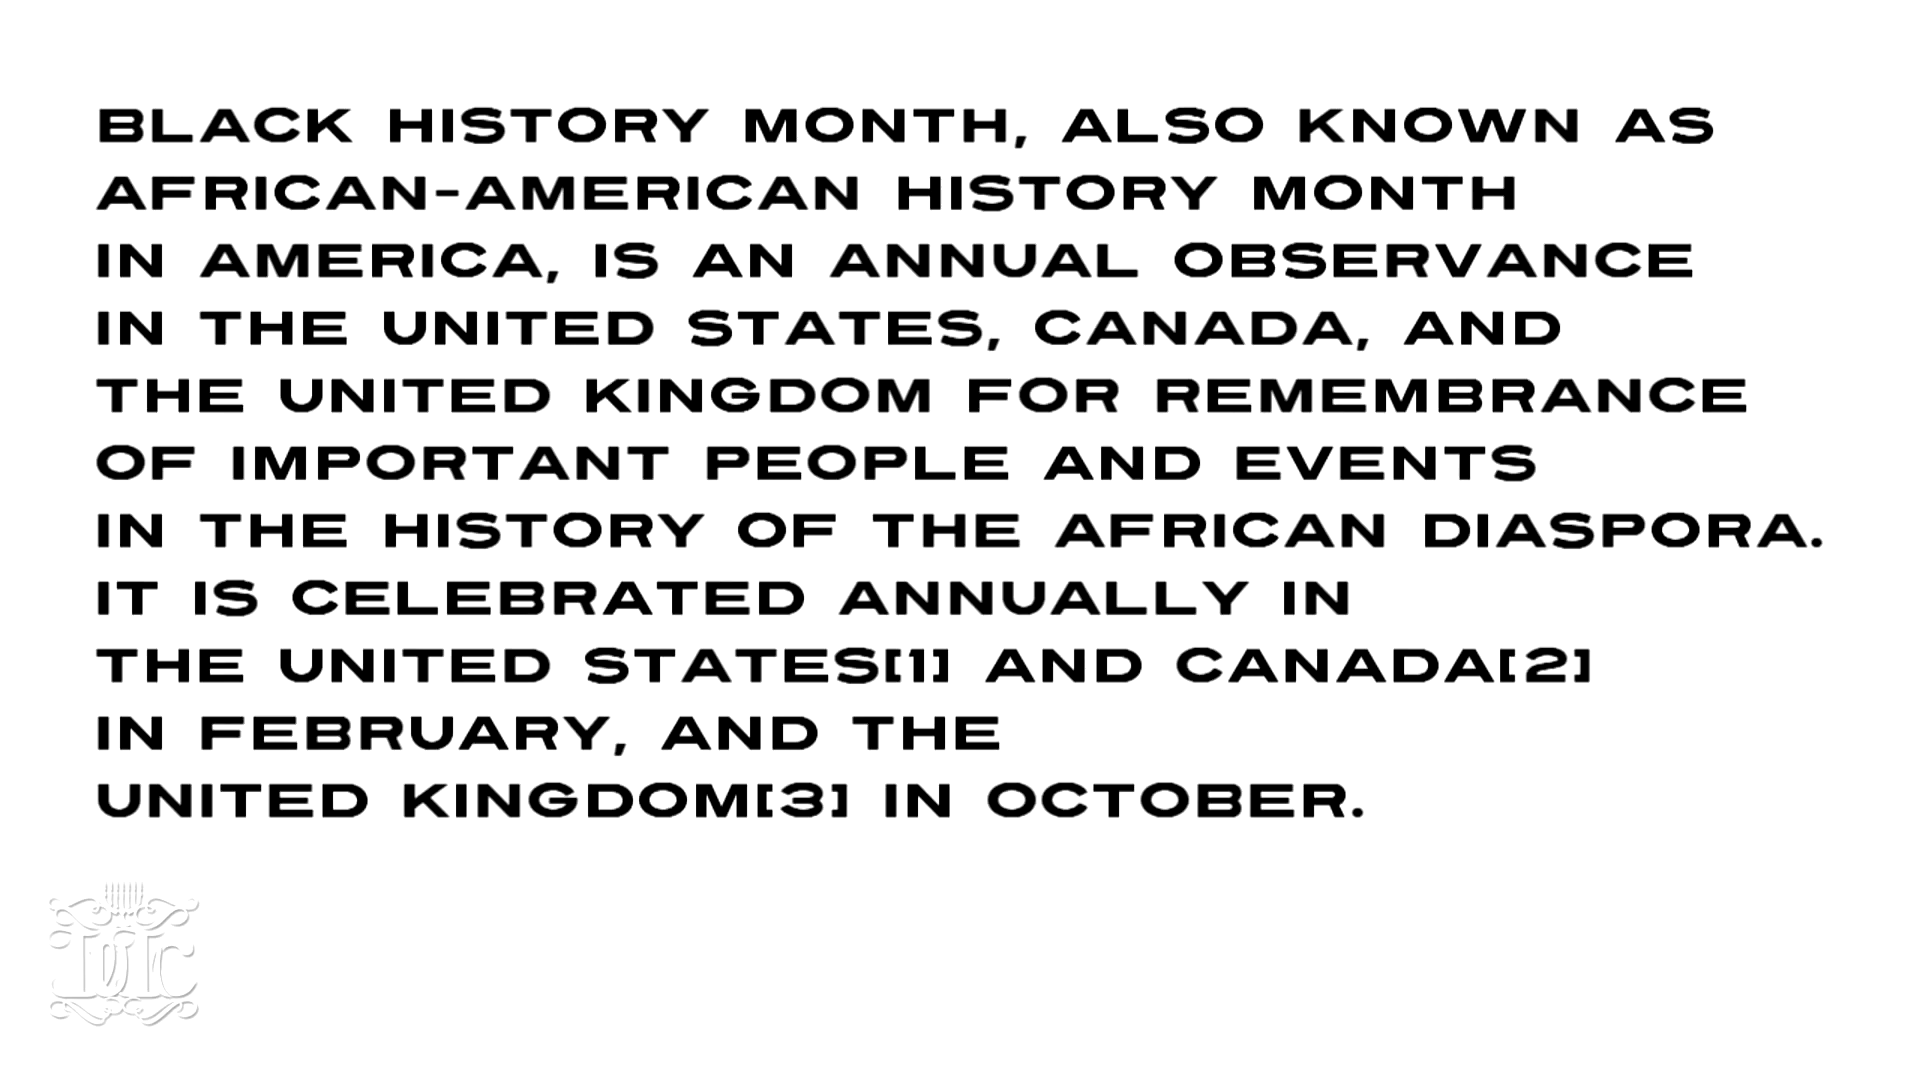 BLACK HISTORY MONTH, ALSO KNOWN AS
AFRICAN-AMERICAN HISTORY MONTH
IN AMERICA, IS AN ANNUAL OBSERVANCE
IN THE UNITED STATES, CANADA, AND
THE UNITED KINGDOM FOR REMEMBRANCE
OF IMPORTANT PEOPLE AND EVENTS
IN THE HISTORY OF THE AFRICAN DIASPORA.
IT IS CELEBRATED ANNUALLY IN
THE UNITED STATES[1] AND CANADA[2]
IN FEBRUARY, AND THE
UNITED KINGDOM[3] IN OCTOBER.